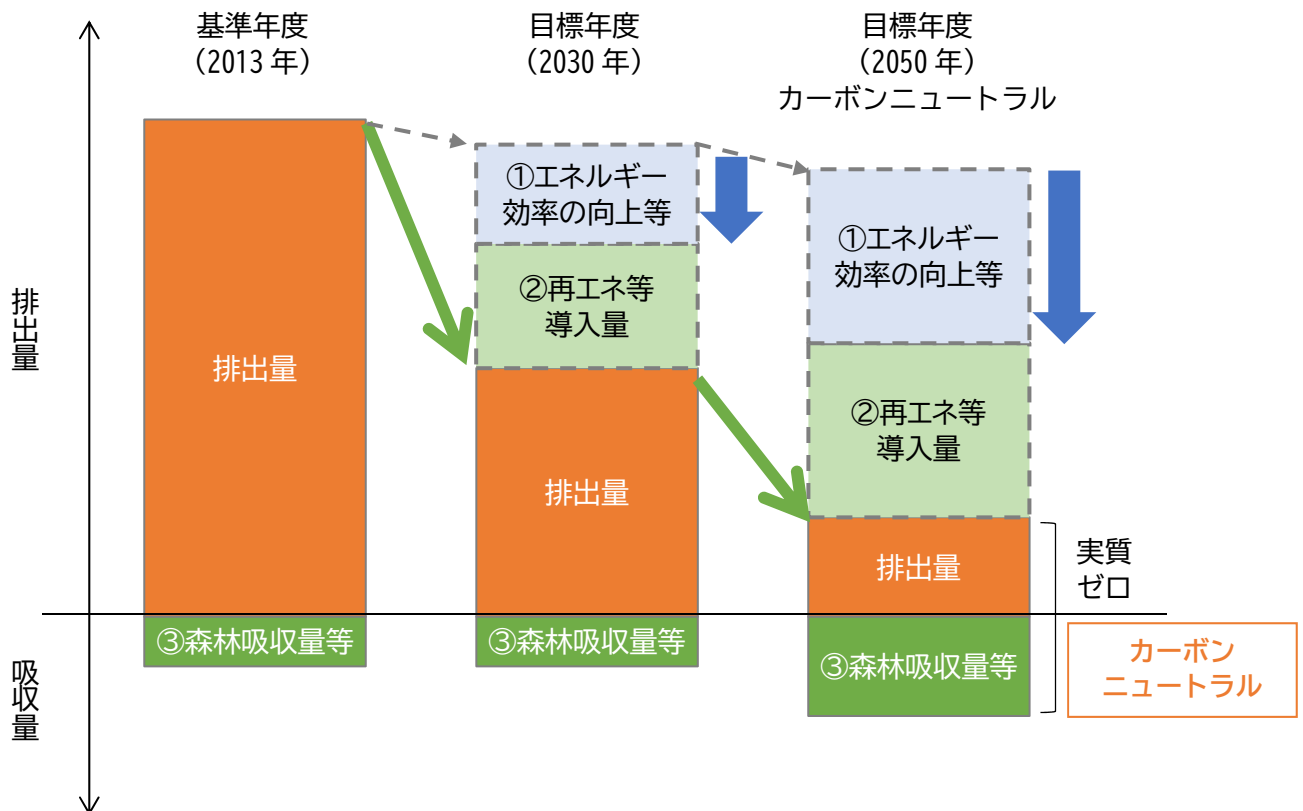 基準年度
（2013 年）
目標年度
（2030 年）
目標年度
（2050 年）
カーボンニュートラル
排出量
吸収量
排出量
③森林吸収量等
①エネルギー
効率の向上等
②再エネ等
導入量
排出量
③森林吸収量等
①エネルギー
効率の向上等
②再エネ等
導入量
排出量
③森林吸収量等
実質
ゼロ
カーボン
ニュートラル